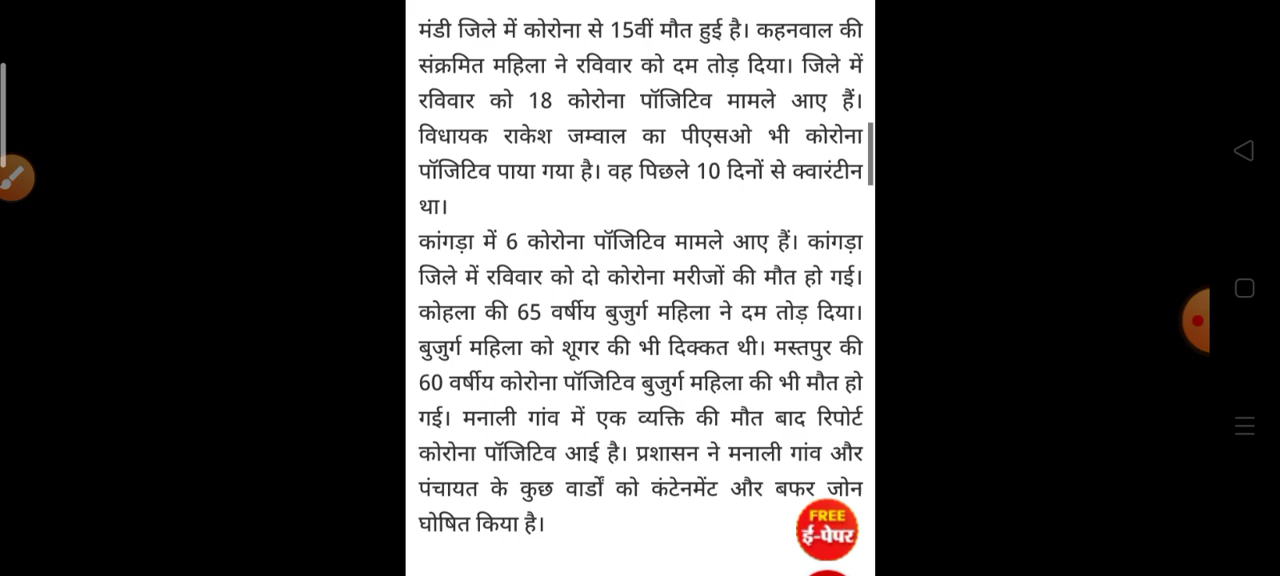 मंडी जिले में कोरोना से 15वीं मौत हुई है। कहनवाल की
संक्रमित महिला ने रविवार को दम तोड़ दिया। जिले में
रविवार को 18 कोरोना पॉजिटिव मामले आए हैं।
विधायक राकेश जम्वाल का पीएसओ भी कोरोना
पॉजिटिव पाया गया है। वह पिछले 10 दिनों से क्वारंटीन
था।
कांगड़ा में 6 कोरोना पॉजिटिव मामले आए हैं। कांगड़ा
जिले में रविवार को दो कोरोना मरीजों की मौत हो गई।
कोहला की 65 वर्षीय बुजुर्ग महिला ने दम तोड़ दिया।
बुजुर्ग महिला को शूगर की भी दिक्कत थी। मस्तपुर की
60 वर्षीय कोरोना पॉजिटिव बुजुर्ग महिला की भी मौत हो
गई। मनाली गांव में एक व्यक्ति की मौत बाद रिपोर्ट
कोरोना पॉजिटिव आई है। प्रशासन ने मनाली गांव और
पंचायत के कुछ वार्डों को कंटेनमेंट और बफर जोन
घोषित किया है।
FREE
ई-पेपर